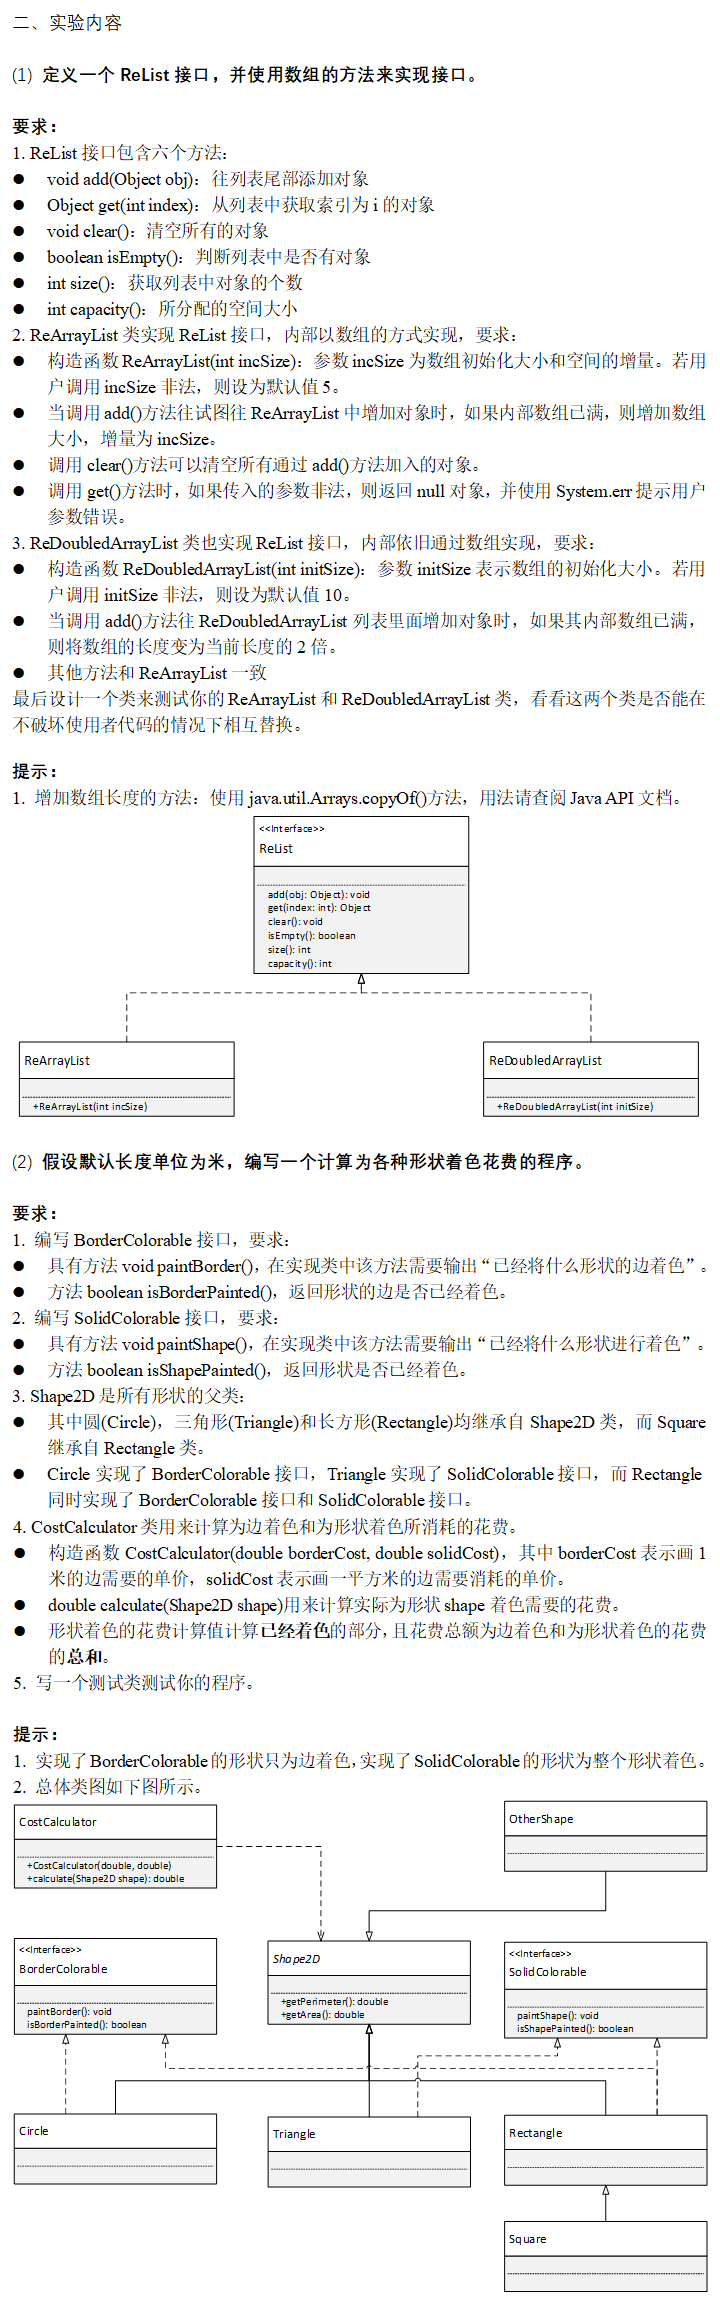 二、实验内容
(1) 定义一个 ReList 接口，并使用数组的方法来实现接口。
要求：
1. ReList 接口包含六个方法：
● void add(Object obj)：往列表尾部添加对象
● Object get(int index)：从列表中获取索引为 i 的对象
● void clear()：清空所有的对象
● boolean isEmpty()：判断列表中是否有对象
● int size()：获取列表中对象的个数
● int capacity()：所分配的空间大小
2. ReArrayList 类实现 ReList 接口，内部以数组的方式实现，要求：
● 构造函数 ReArrayList(int incSize)：参数 incSize 为数组初始化大小和空间的增量。若用
户调用 incSize 非法，则设为默认值 5。
● 当调用 add()方法往试图往 ReArrayList 中增加对象时，如果内部数组已满，则增加数组
大小，增量为 incSize。
● 调用 clear()方法可以清空所有通过 add()方法加入的对象。
● 调用 get()方法时，如果传入的参数非法，则返回 null 对象，并使用 System.err 提示用户
参数错误。
3. ReDoubledArrayList 类也实现 ReList 接口，内部依旧通过数组实现，要求：
● 构造函数 ReDoubledArrayList(int initSize)：参数 initSize 表示数组的初始化大小。若用
户调用 initSize 非法，则设为默认值 10。
● 当调用 add()方法往 ReDoubledArrayList 列表里面增加对象时，如果其内部数组已满，
则将数组的长度变为当前长度的 2 倍。
● 其他方法和 ReArrayList 一致
最后设计一个类来测试你的 ReArrayList 和 ReDoubledArrayList 类，看看这两个类是否能在
不破坏使用者代码的情况下相互替换。
提示：
1. 增加数组长度的方法：使用 java.util.Arrays.copyOf()方法，用法请查阅 Java API 文档。
<<Interface>>
ReList
add(obj: Object): void
get(index: int): Object
clear(): void
isEmpty(): boolean
size(): int
capacity(): int
ReArrayList
+ReArrayList(int incSize)
ReDoubledArrayList
+ReDoubledArrayList(int initSize)
(2) 假设默认长度单位为米，编写一个计算为各种形状着色花费的程序。
要求：
1. 编写 BorderColorable 接口，要求：
● 具有方法 void paintBorder()，在实现类中该方法需要输出“已经将什么形状的边着色”。
● 方法 boolean isBorderPainted()，返回形状的边是否已经着色。
2. 编写 SolidColorable 接口，要求：
● 具有方法 void paintShape()，在实现类中该方法需要输出“已经将什么形状进行着色”。
● 方法 boolean isShapePainted()，返回形状是否已经着色。
3. Shape2D 是所有形状的父类：
● 其中圆(Circle)，三角形(Triangle)和长方形(Rectangle)均继承自 Shape2D 类，而 Square
继承自 Rectangle 类。
● Circle 实现了 BorderColorable 接口，Triangle 实现了 SolidColorable 接口，而 Rectangle
同时实现了 BorderColorable 接口和 SolidColorable 接口。
4. CostCalculator 类用来计算为边着色和为形状着色所消耗的花费。
● 构造函数 CostCalculator(double borderCost, double solidCost)，其中 borderCost 表示画 1
米的边需要的单价，solidCost 表示画一平方米的边需要消耗的单价。
● double calculate(Shape2D shape)用来计算实际为形状 shape 着色需要的花费。
● 形状着色的花费计算值计算已经着色的部分，且花费总额为边着色和为形状着色的花费
的总和。
5. 写一个测试类测试你的程序。
提示：
1. 实现了 BorderColorable 的形状只为边着色，实现了 SolidColorable 的形状为整个形状着色。
2. 总体类图如下图所示。
CostCalculator
+CostCalculator(double, double)
+calculate(Shape2D shape): double
OtherShape
<<Interface>>
BorderColorable
paintBorder(): void
isBorderPainted(): boolean
Shape2D
+getPerimeter(): double
+getArea(): double
<<Interface>>
SolidColorable
paintShape(): void
isShapePainted(): boolean
Circle
Triangle
Rectangle
Square